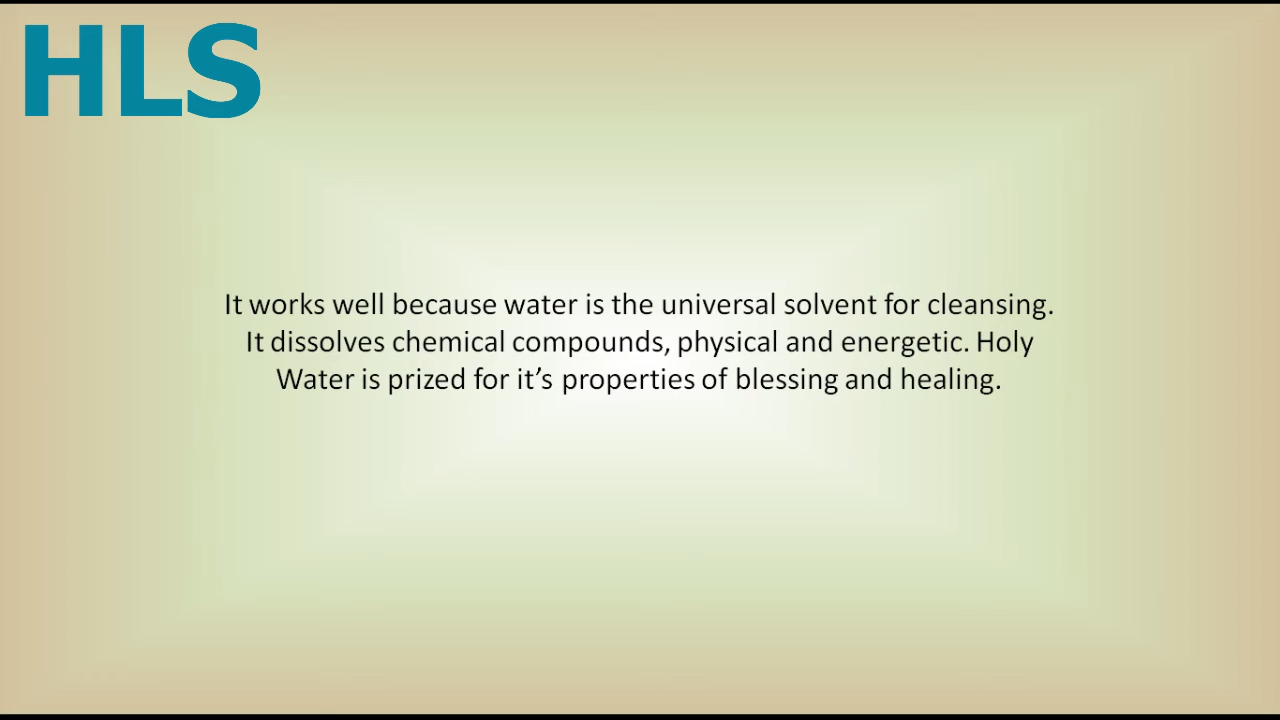 HLS
It works well because water is the universal solvent for cleansing.
It dissolves chemical compounds, physical and energetic. Holy
Water is prized for it’s properties of blessing and healing.